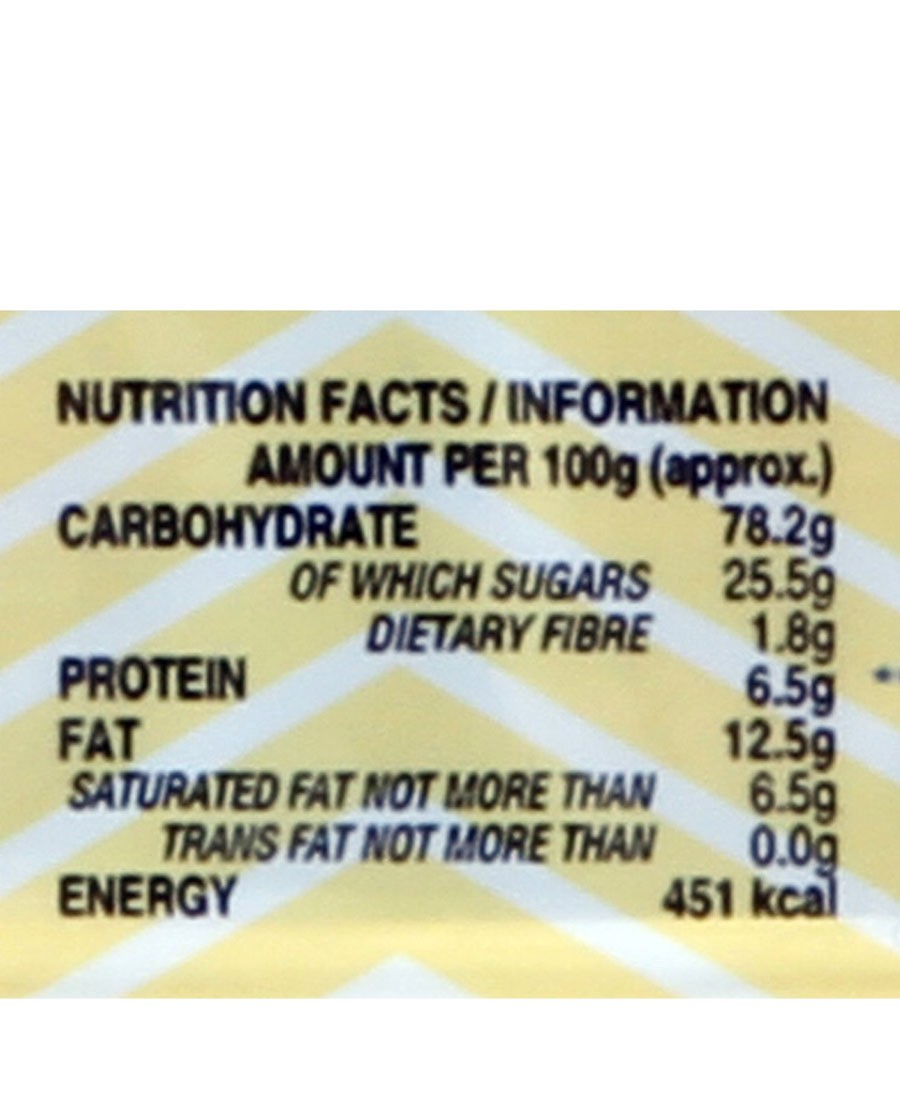 NUTRITION FACTS / INFORMATION
AMOUNT PER 100g (approx.)
CARBOHYDRATE 78.2g
OF WHICH SUGARS 25.5g
DIETARY FIBRE 1.8g
PROTEIN 6.5g
FAT 12.5g
SATURATED FAT NOT MORE THAN 6.5g
TRANS FAT NOT MORE THAN 0.0g
ENERGY 451 kcal